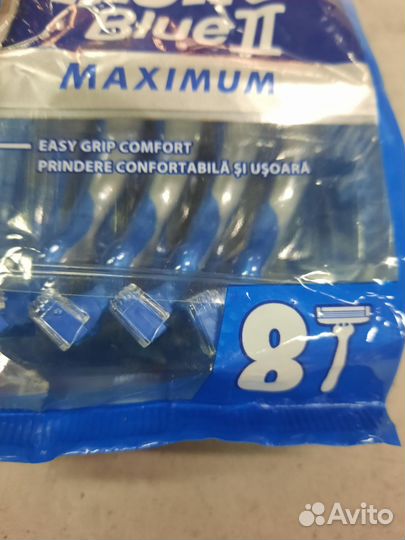 Blue II
MAXIMUM
EASY GRIP COMFORT
PRINDERE CONFORTABILĂ ȘI UȘOARĂ
8
Avito